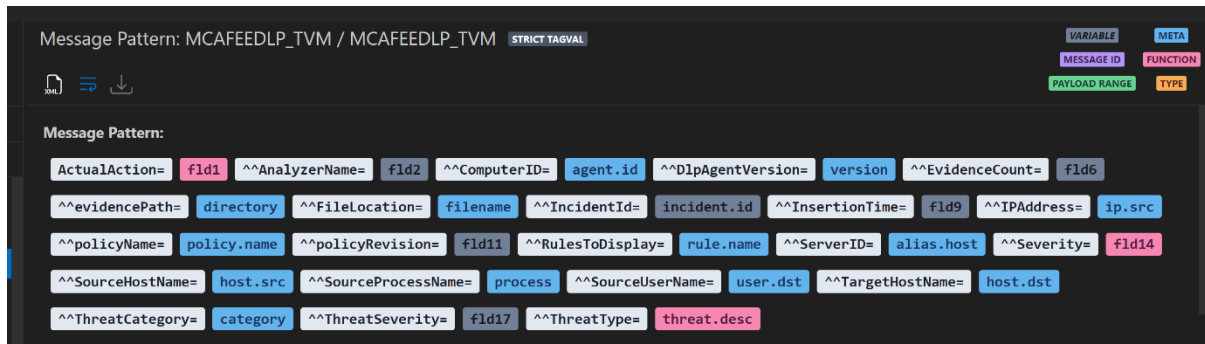 Message Pattern: MCAFEEDLP_TVM / MCAFEEDLP_TVM STRICT TAGVAL
VARIABLE META
MESSAGE ID FUNCTION
PAYLOAD RANGE TYPE
XML
Message Pattern:
ActualAction= fld1 ^^AnalyzerName= fld2 ^^ComputerID= agent.id ^^DlpAgentVersion= version ^^EvidenceCount= fld6
^^evidencePath= directory ^^FileLocation= filename ^^IncidentId= incident.id ^^InsertionTime= fld9 ^^IPAddress= ip.src
^^policyName= policy.name ^^policyRevision= fld11 ^^RulesToDisplay= rule.name ^^ServerID= alias.host ^^Severity= fld14
^^SourceHostName= host.src ^^SourceProcessName= process ^^SourceUserName= user.dst ^^TargetHostName= host.dst
^^ThreatCategory= category ^^ThreatSeverity= fld17 ^^ThreatType= threat.desc